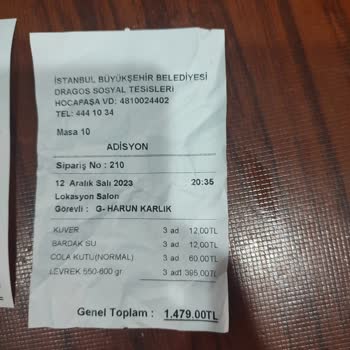 İSTANBUL BÜYÜKŞEHİR BELEDİYESİ
DRAGOS SOSYAL TESİSLERİ
HOCAPAŞA VD: 4810024402
TEL: 444 10 34
Masa 10
ADİSYON
Sipariş No : 210
12 Aralık Salı 2023 20:35
Lokasyon Salon
Görevli : G- HARUN KARLIK
KUVER 3 ad 12,00TL
BARDAK SU 3 ad 12,00TL
COLA KUTU(NORMAL) 3 ad 60,00TL
LEVREK 550-600 gr 3 ad1.395,00TL
Genel Toplam : 1.479,00TL